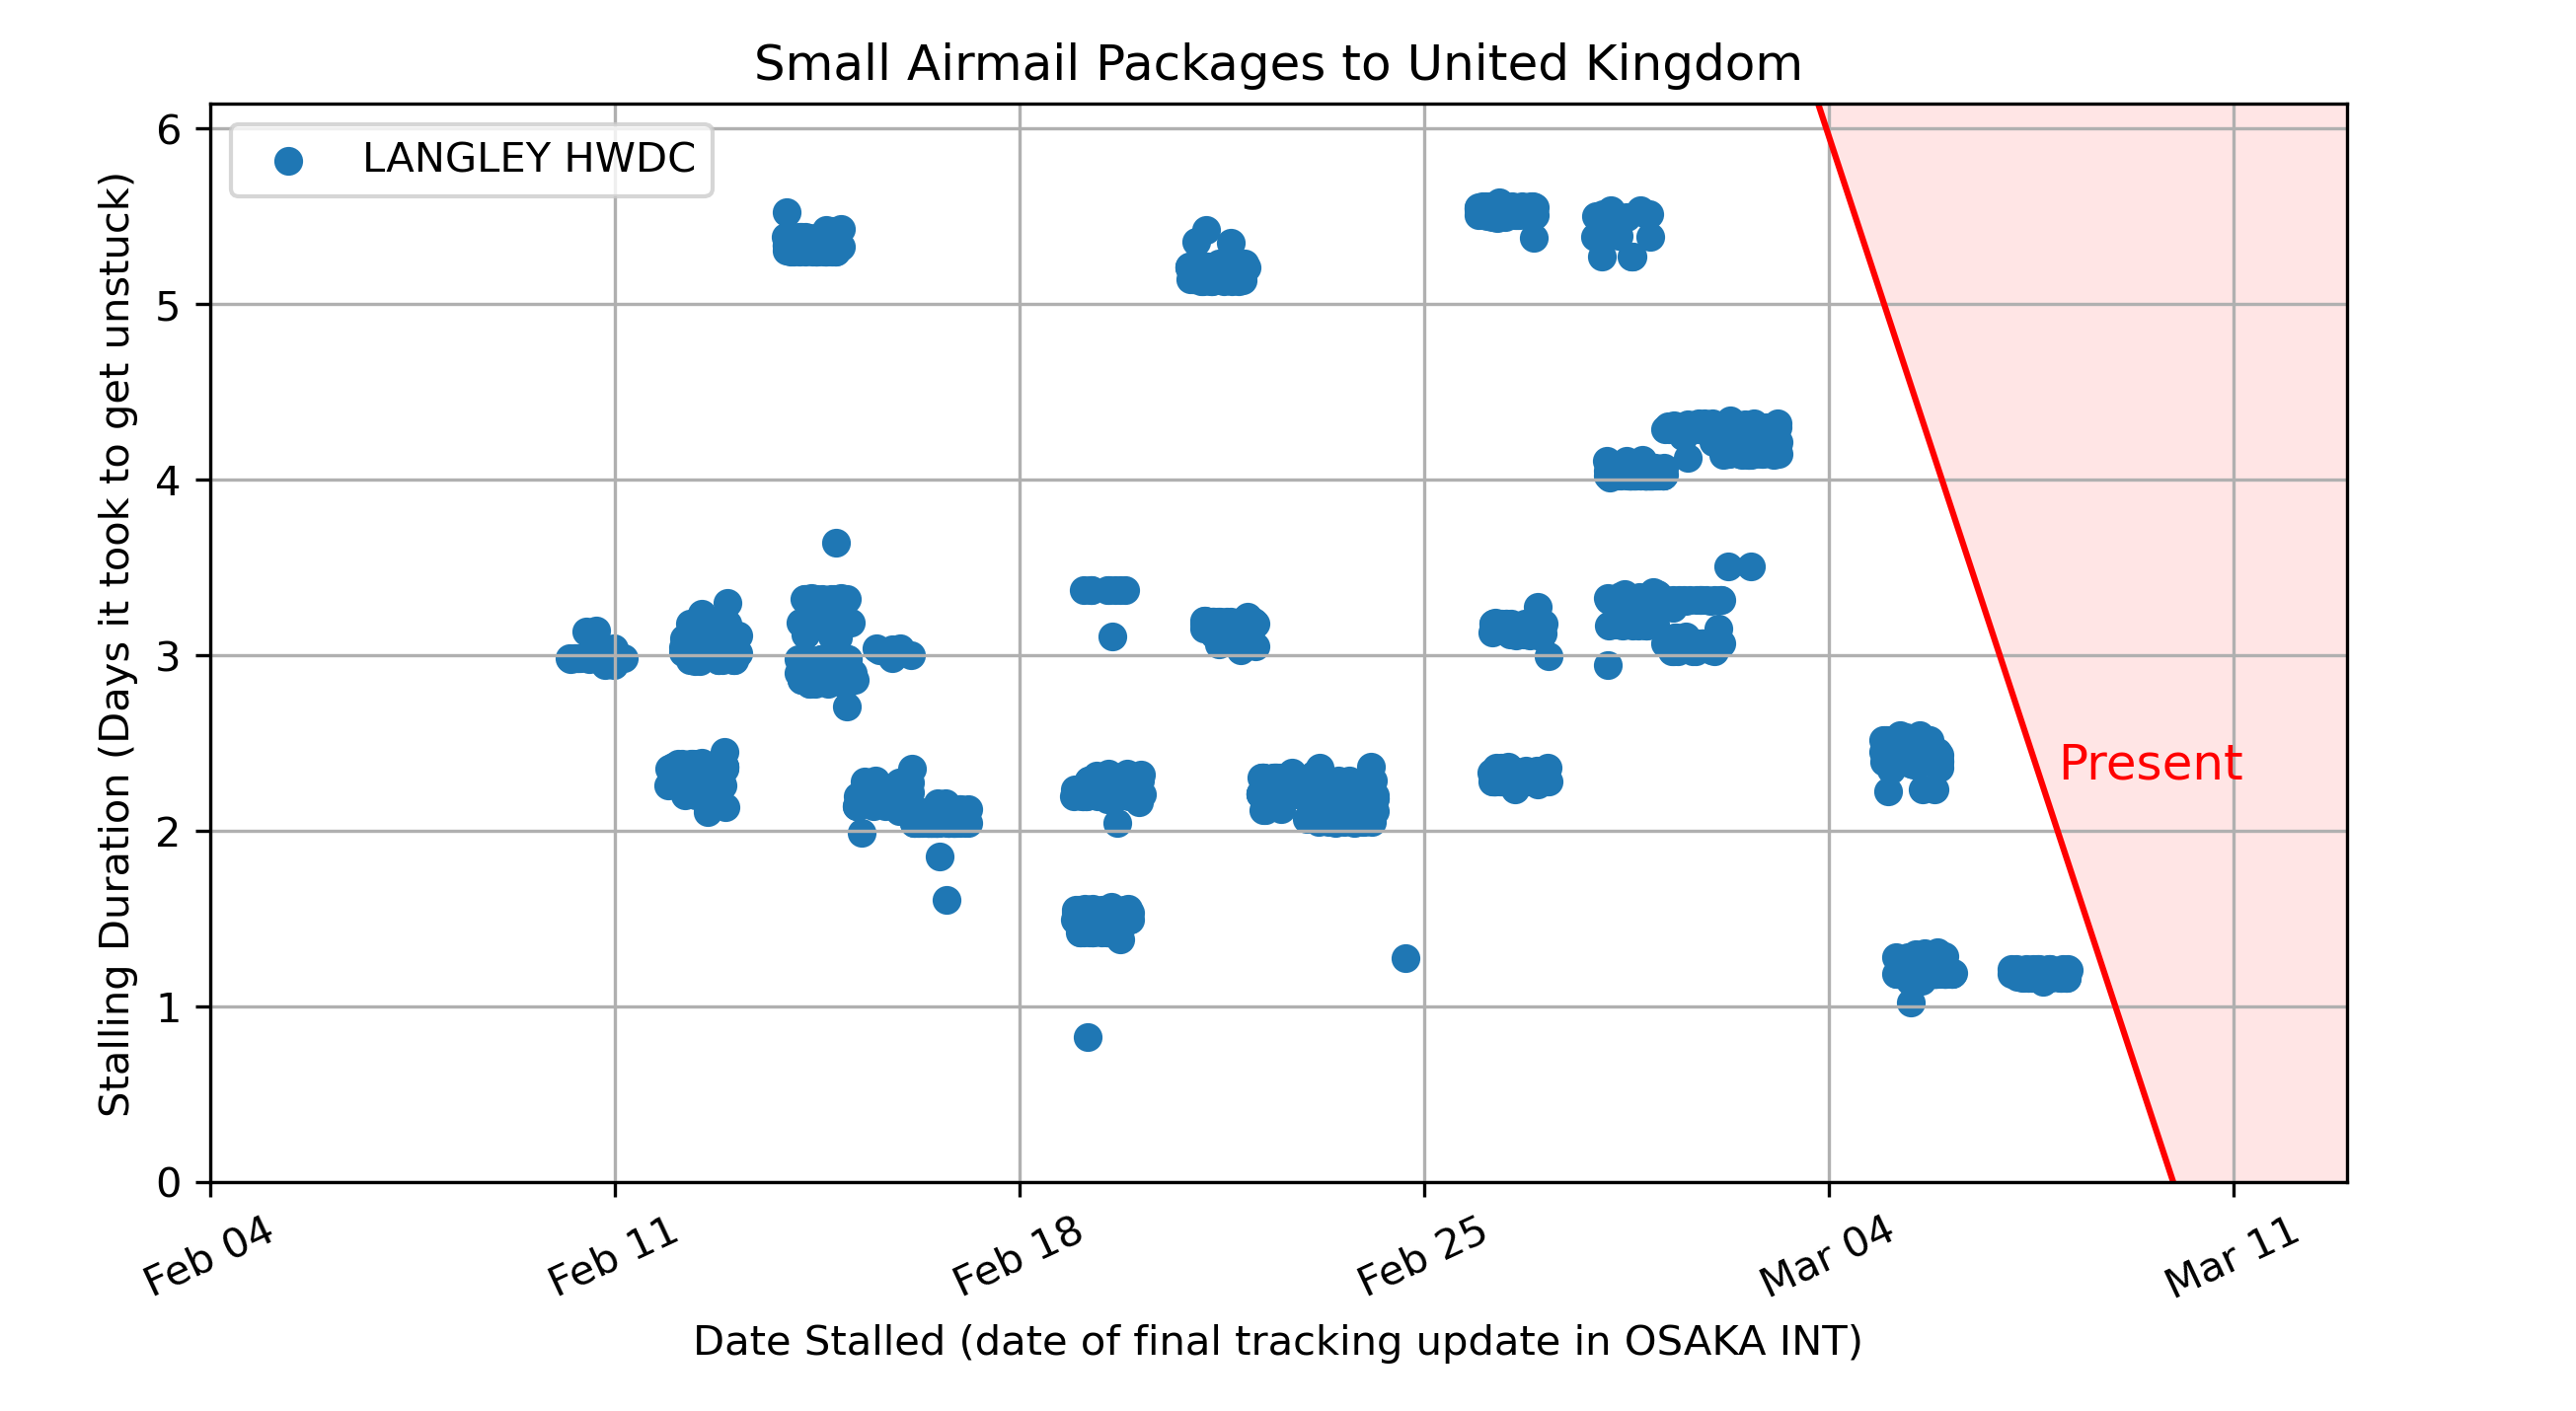 Small Airmail Packages to United Kingdom
LANGLEY HWDC
Stalling Duration (Days it took to get unstuck)
6
5
4
3
2
1
0
Present
Feb 04
Feb 11
Feb 18
Feb 25
Mar 04
Mar 11
Date Stalled (date of final tracking update in OSAKA INT)